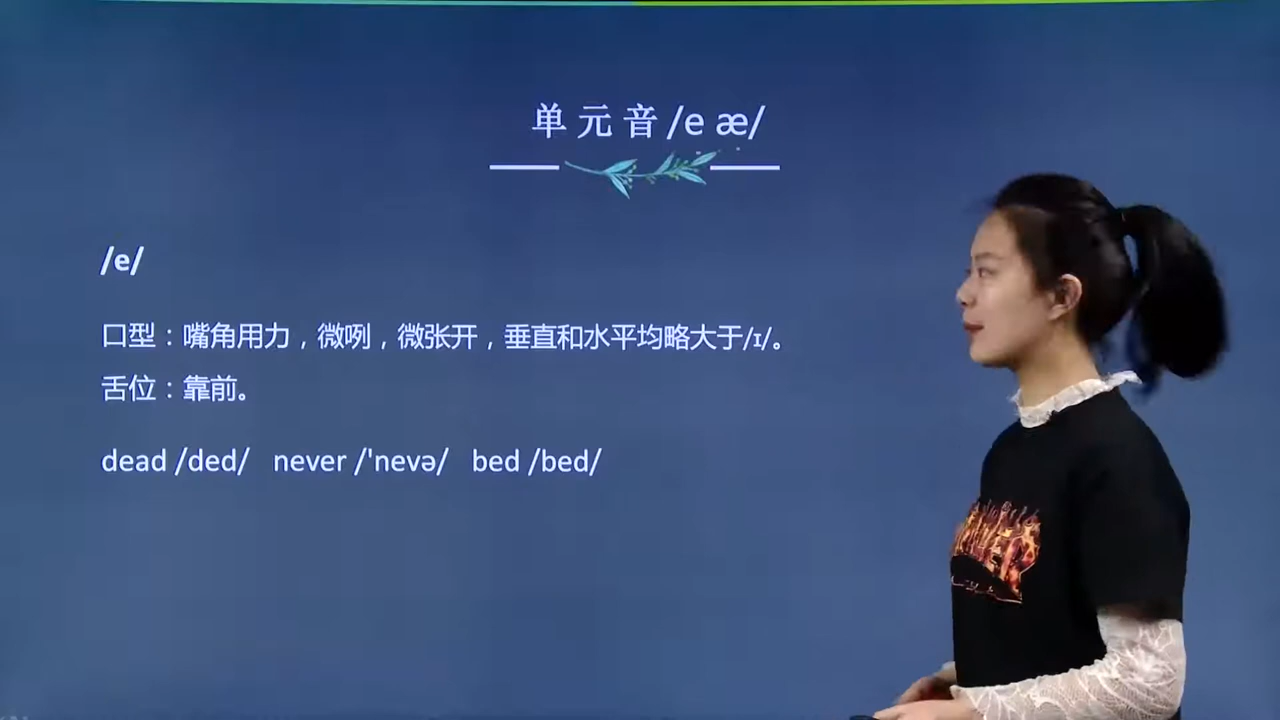 单元音/e æ/
/e/
口型：嘴角用力，微咧，微张开，垂直和水平均略大于/ɪ/。
舌位：靠前。
dead /ded/ never /'nevə/ bed /bed/